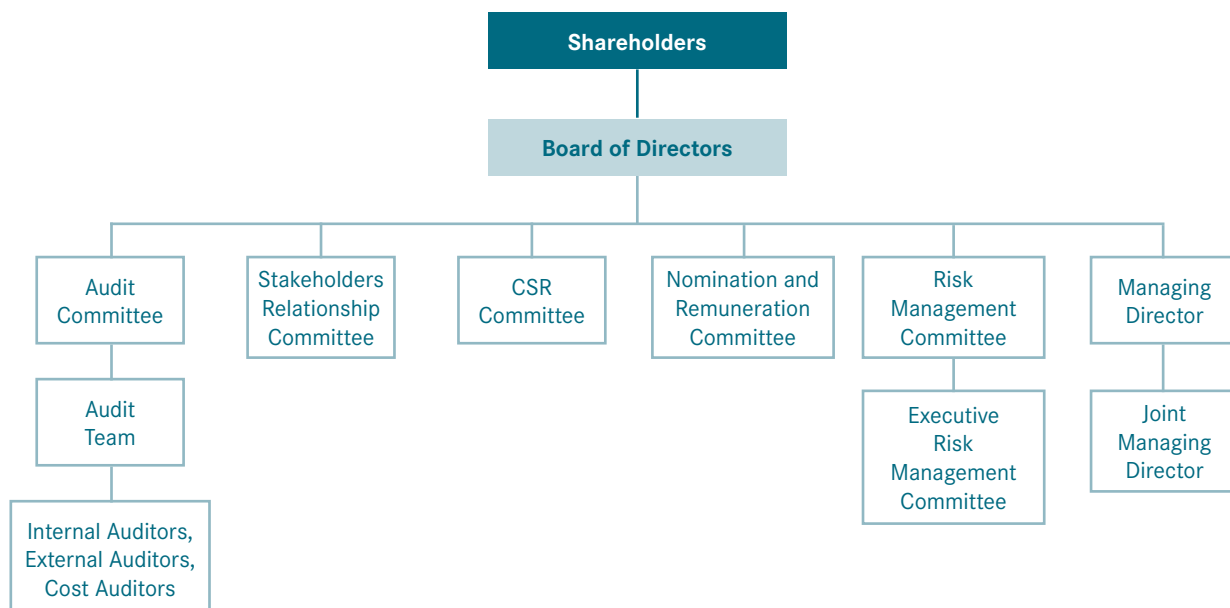 Shareholders
Board of Directors
Audit
Committee
Stakeholders
Relationship
Committee
CSR
Committee
Nomination and
Remuneration
Committee
Risk
Management
Committee
Managing
Director
Audit
Team
Executive
Risk
Management
Committee
Joint
Managing
Director
Internal Auditors,
External Auditors,
Cost Auditors